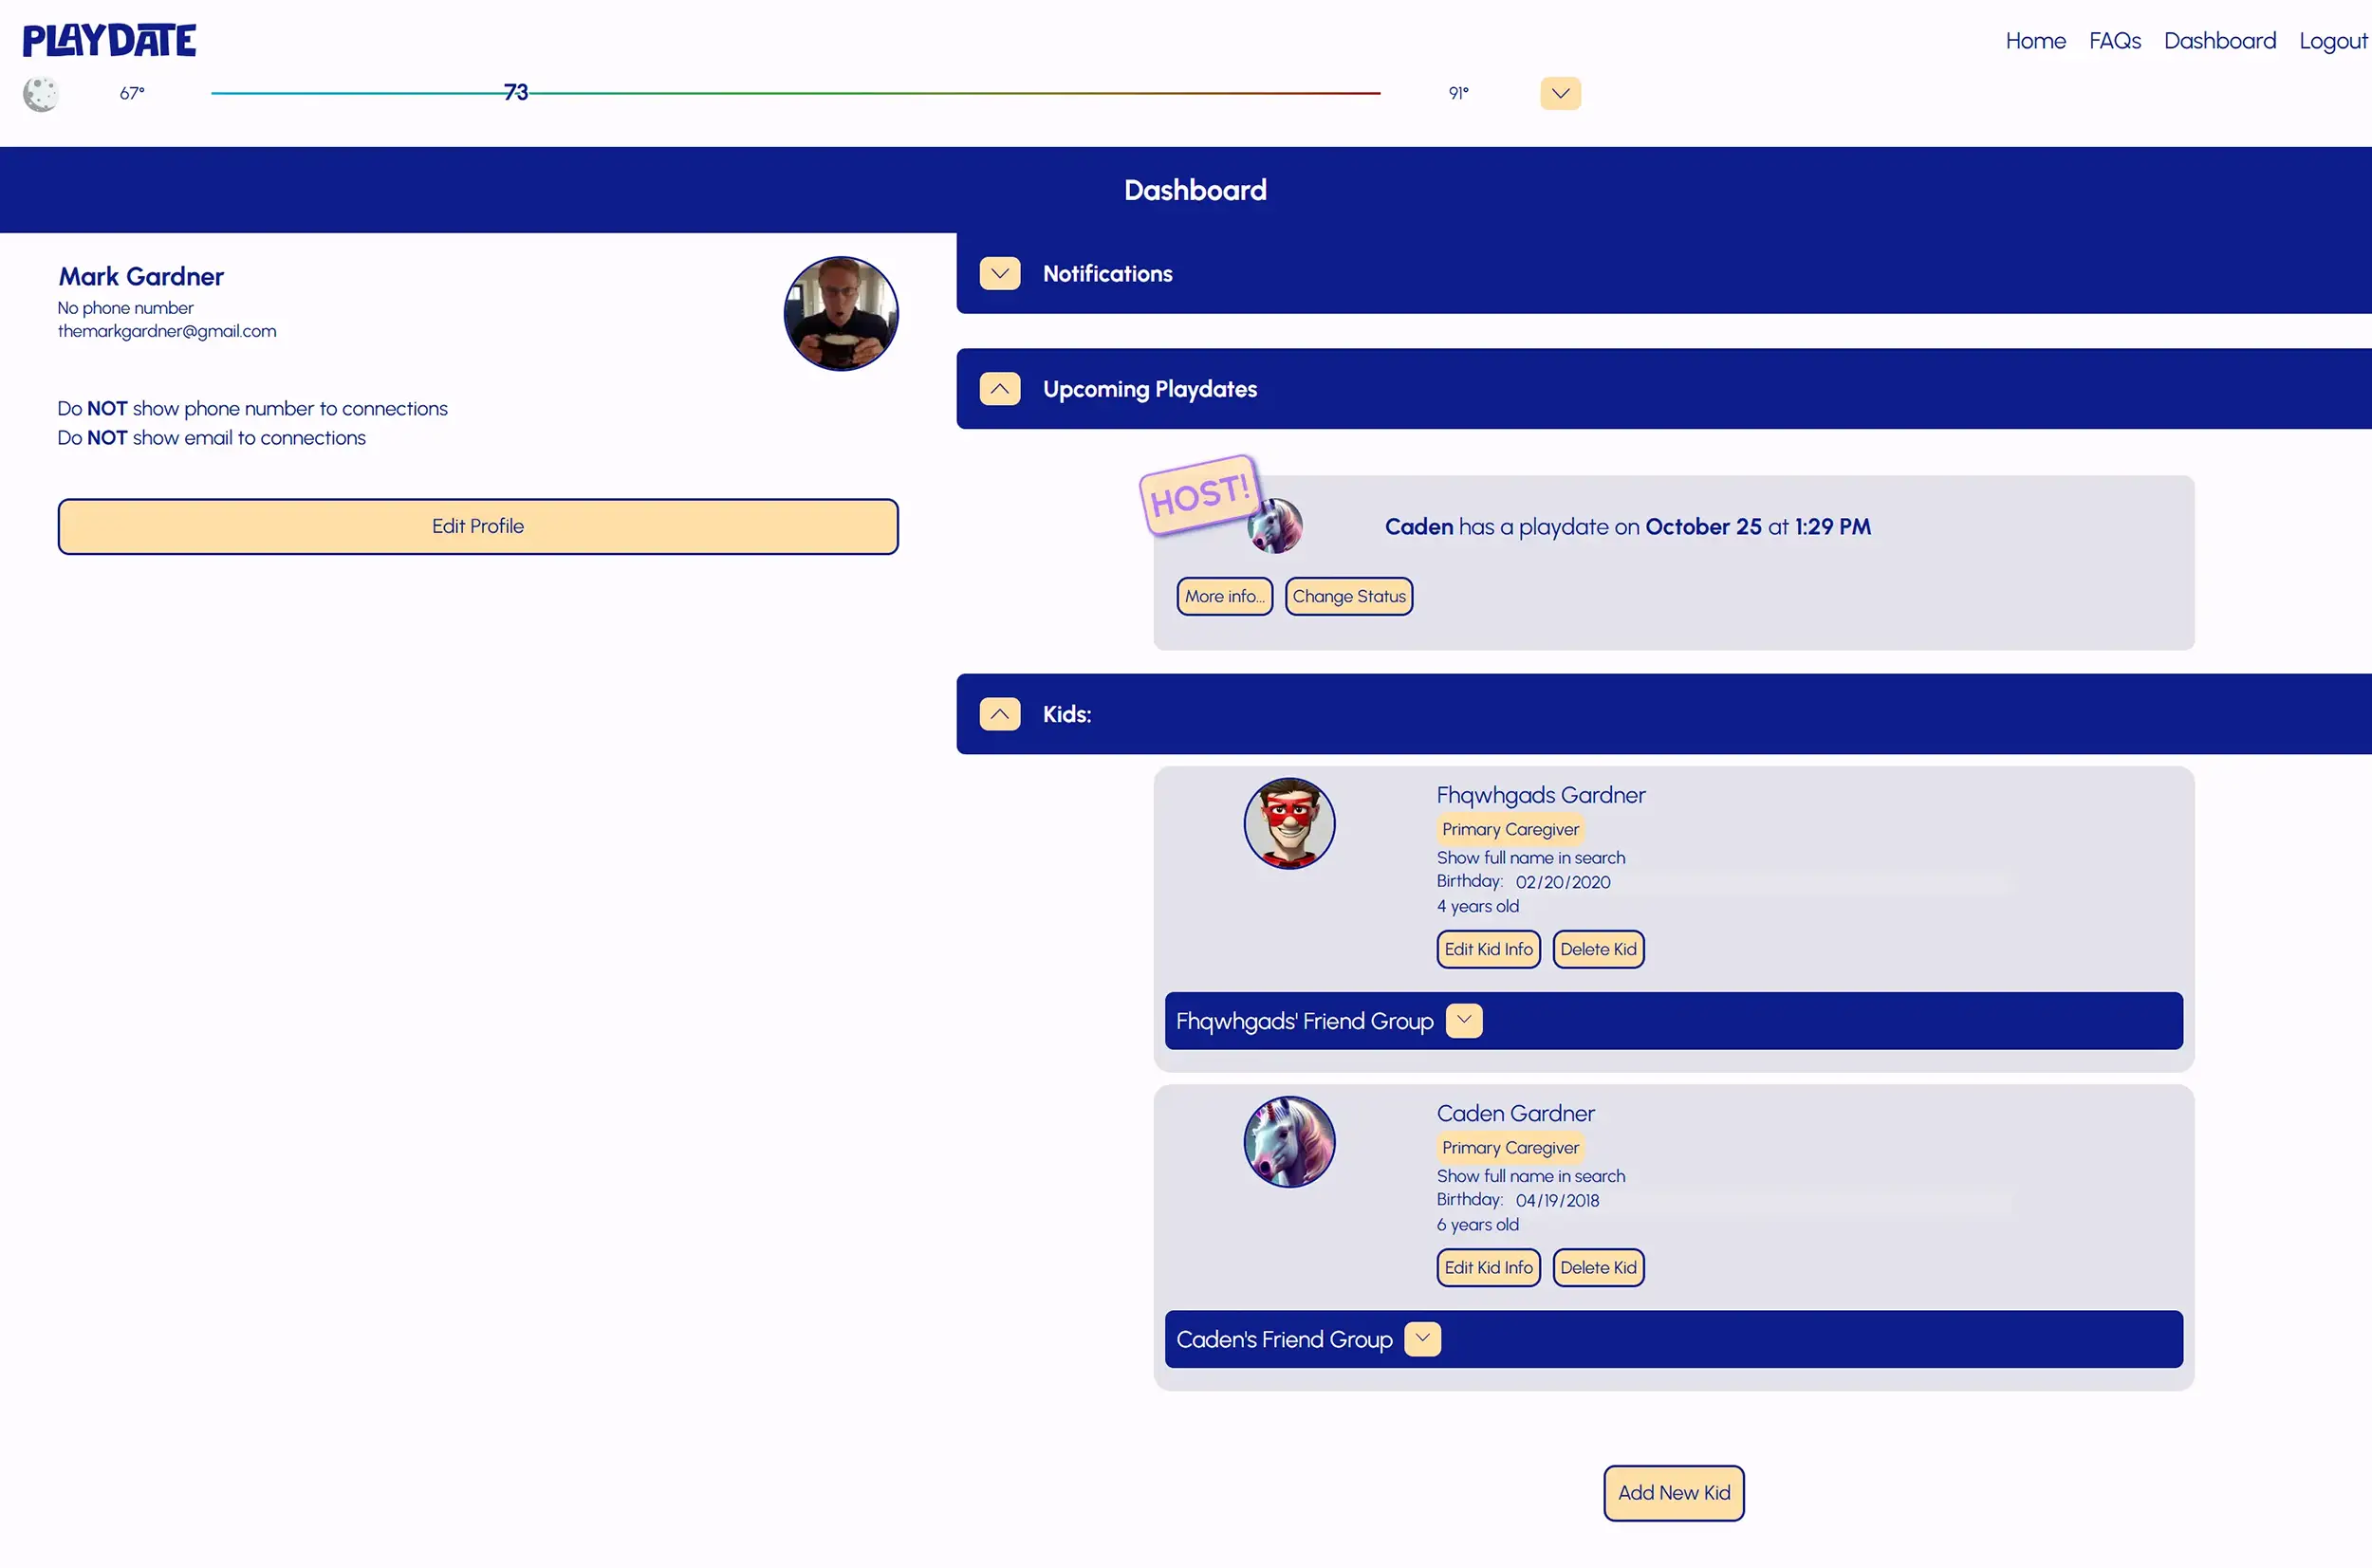 PLAYDATE
Home FAQs Dashboard Logout
67° 73 91°
Dashboard
Mark Gardner
No phone number
themarkgardner@gmail.com
Do NOT show phone number to connections
Do NOT show email to connections
Edit Profile
Notifications
Upcoming Playdates
HOST!
Caden has a playdate on October 25 at 1:29 PM
More info... Change Status
Kids:
Fhqwhgads Gardner
Primary Caregiver
Show full name in search
Birthday: 02/20/2020
4 years old
Edit Kid Info Delete Kid
Fhqwhgads' Friend Group
Caden Gardner
Primary Caregiver
Show full name in search
Birthday: 04/19/2018
6 years old
Edit Kid Info Delete Kid
Caden's Friend Group
Add New Kid